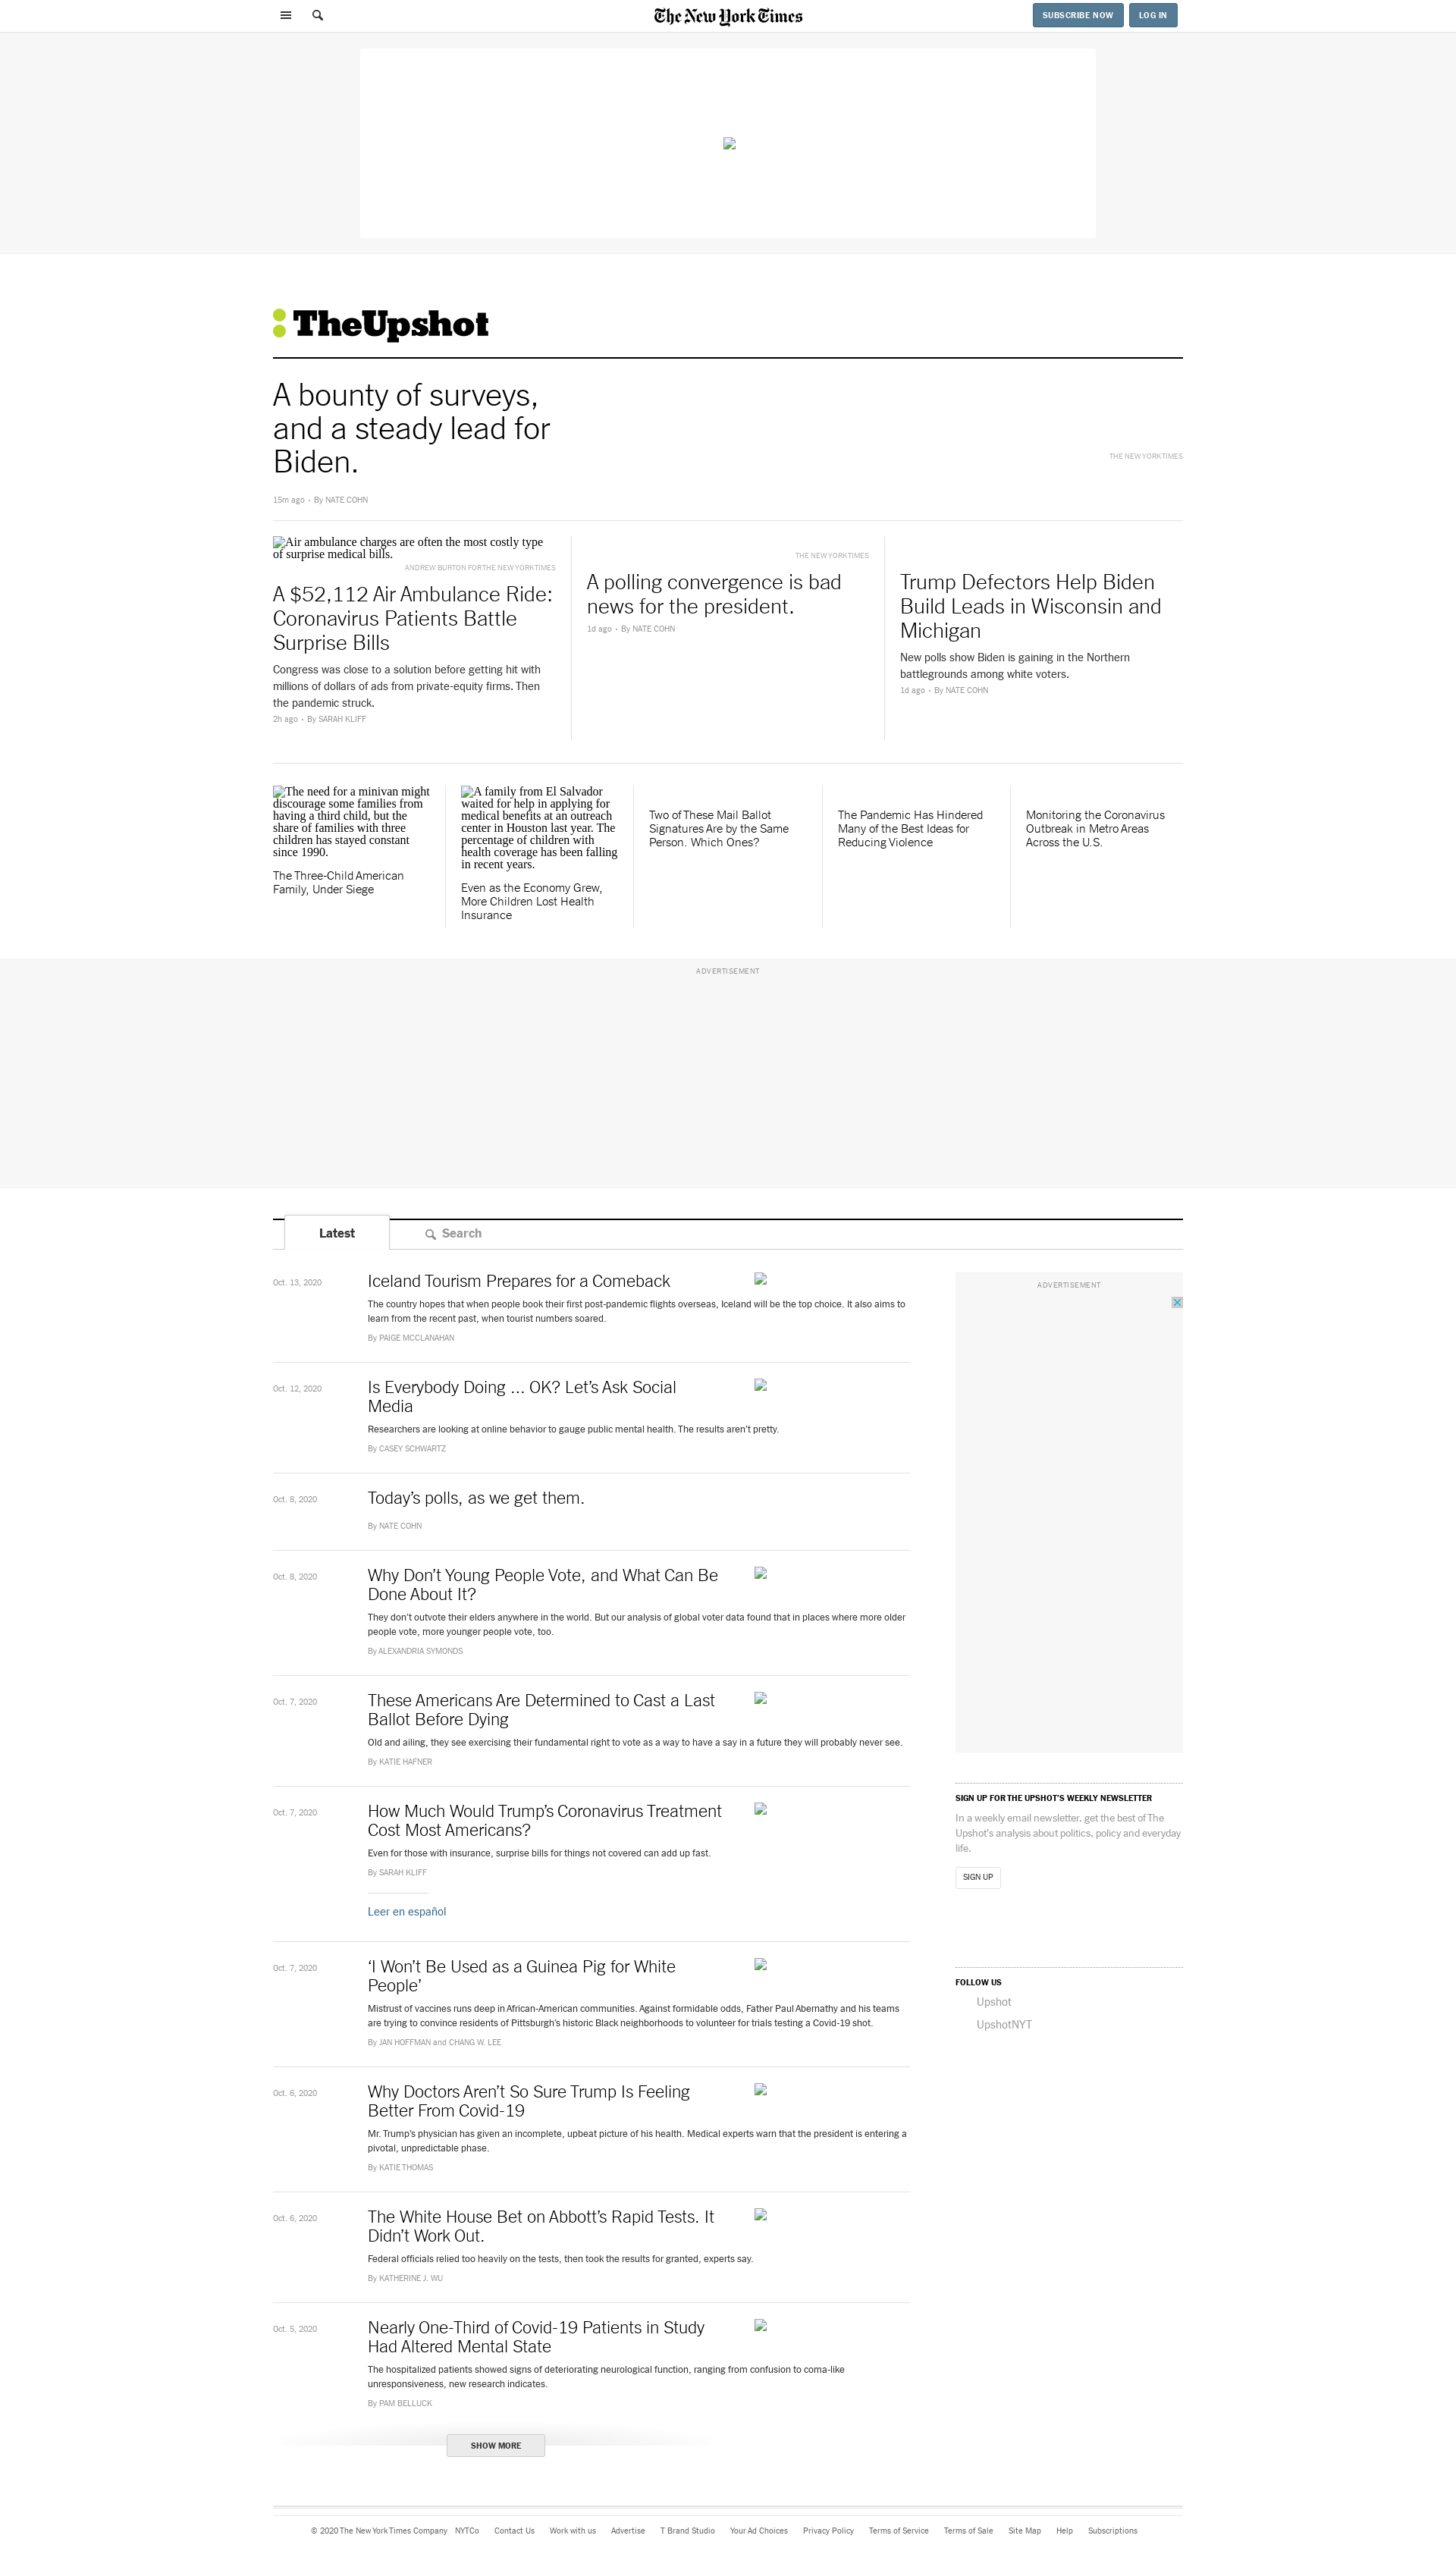 The New York Times
SUBSCRIBE NOW
LOG IN
TheUpshot
A bounty of surveys,
and a steady lead for
Biden.
THE NEW YORK TIMES
15m ago · By NATE COHN
Air ambulance charges are often the most costly type
of surprise medical bills.
ANDREW BURTON FOR THE NEW YORK TIMES
A $52,112 Air Ambulance Ride:
Coronavirus Patients Battle
Surprise Bills
Congress was close to a solution before getting hit with
millions of dollars of ads from private-equity firms. Then
the pandemic struck.
2h ago · By SARAH KLIFF
THE NEW YORK TIMES
A polling convergence is bad
news for the president.
1d ago · By NATE COHN
Trump Defectors Help Biden
Build Leads in Wisconsin and
Michigan
New polls show Biden is gaining in the Northern
battlegrounds among white voters.
1d ago · By NATE COHN
The need for a minivan might
discourage some families from
having a third child, but the
share of families with three
children has stayed constant
since 1990.
The Three-Child American
Family, Under Siege
A family from El Salvador
waited for help in applying for
medical benefits at an outreach
center in Houston last year. The
percentage of children with
health coverage has been falling
in recent years.
Even as the Economy Grew,
More Children Lost Health
Insurance
Two of These Mail Ballot
Signatures Are by the Same
Person. Which Ones?
The Pandemic Has Hindered
Many of the Best Ideas for
Reducing Violence
Monitoring the Coronavirus
Outbreak in Metro Areas
Across the U.S.
ADVERTISEMENT
Latest
Search
Oct. 13, 2020
Iceland Tourism Prepares for a Comeback
The country hopes that when people book their first post-pandemic flights overseas, Iceland will be the top choice. It also aims to
learn from the recent past, when tourist numbers soared.
By PAIGE MCCLANAHAN
Oct. 12, 2020
Is Everybody Doing ... OK? Let’s Ask Social
Media
Researchers are looking at online behavior to gauge public mental health. The results aren’t pretty.
By CASEY SCHWARTZ
Oct. 8, 2020
Today’s polls, as we get them.
By NATE COHN
Oct. 8, 2020
Why Don’t Young People Vote, and What Can Be
Done About It?
They don’t outvote their elders anywhere in the world. But our analysis of global voter data found that in places where more older
people vote, more younger people vote, too.
By ALEXANDRIA SYMONDS
Oct. 7, 2020
These Americans Are Determined to Cast a Last
Ballot Before Dying
Old and ailing, they see exercising their fundamental right to vote as a way to have a say in a future they will probably never see.
By KATIE HAFNER
Oct. 7, 2020
How Much Would Trump’s Coronavirus Treatment
Cost Most Americans?
Even for those with insurance, surprise bills for things not covered can add up fast.
By SARAH KLIFF
Leer en español
Oct. 7, 2020
‘I Won’t Be Used as a Guinea Pig for White
People’
Mistrust of vaccines runs deep in African-American communities. Against formidable odds, Father Paul Abernathy and his teams
are trying to convince residents of Pittsburgh’s historic Black neighborhoods to volunteer for trials testing a Covid-19 shot.
By JAN HOFFMAN and CHANG W. LEE
Oct. 6, 2020
Why Doctors Aren’t So Sure Trump Is Feeling
Better From Covid-19
Mr. Trump’s physician has given an incomplete, upbeat picture of his health. Medical experts warn that the president is entering a
pivotal, unpredictable phase.
By KATIE THOMAS
Oct. 6, 2020
The White House Bet on Abbott’s Rapid Tests. It
Didn’t Work Out.
Federal officials relied too heavily on the tests, then took the results for granted, experts say.
By KATHERINE J. WU
Oct. 5, 2020
Nearly One-Third of Covid-19 Patients in Study
Had Altered Mental State
The hospitalized patients showed signs of deteriorating neurological function, ranging from confusion to coma-like
unresponsiveness, new research indicates.
By PAM BELLUCK
SHOW MORE
ADVERTISEMENT
SIGN UP FOR THE UPSHOT’S WEEKLY NEWSLETTER
In a weekly email newsletter, get the best of The
Upshot’s analysis about politics, policy and everyday
life.
SIGN UP
FOLLOW US
Upshot
UpshotNYT
© 2020 The New York Times Company NYTCo Contact Us Work with us Advertise T Brand Studio Your Ad Choices Privacy Policy Terms of Service Terms of Sale Site Map Help Subscriptions